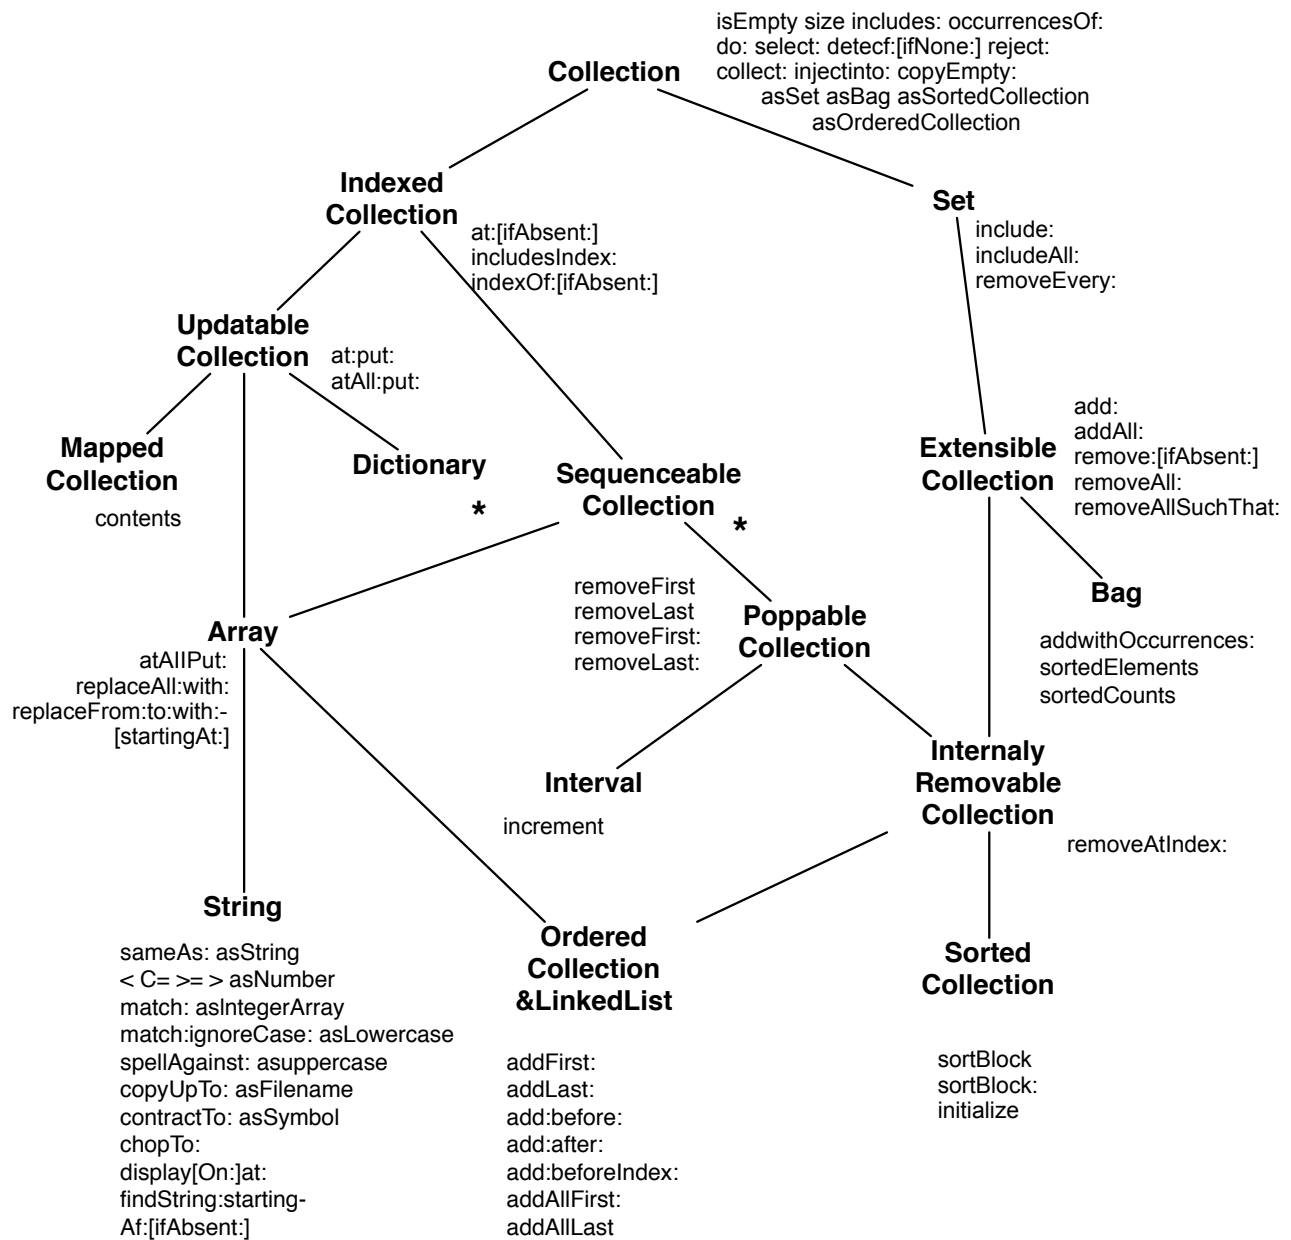 isEmpty size includes: occurrencesOf:
do: select: detecf:[ifNone:] reject:
Collection
collect: injectinto: copyEmpty:
asSet asBag asSortedCollection
asOrderedCollection
Indexed
Collection
Set
at:[ifAbsent:]
includesIndex:
indexOf:[ifAbsent:]
include:
includeAll:
removeEvery:
Updatable
Collection
at:put:
atAll:put:
Mapped
Collection
contents
Dictionary
*
Sequenceable
Collection
*
Extensible
Collection
add:
addAll:
remove:[ifAbsent:]
removeAll:
removeAllSuchThat:
removeFirst
removeLast
removeFirst:
removeLast:
Poppable
Collection
Bag
addwithOccurrences:
sortedElements
sortedCounts
Array
atAIIPut:
replaceAll:with:
replaceFrom:to:with:-
[startingAt:]
Interval
increment
Internaly
Removable
Collection
removeAtIndex:
String
sameAs: asString
< C= >= > asNumber
match: aslntegerArray
match:ignoreCase: asLowercase
spellAgainst: asuppercase
copyUpTo: asFilename
contractTo: asSymbol
chopTo:
display[On:]at:
findString:starting-
Af:[ifAbsent:]
Ordered
Collection
&LinkedList
addFirst:
addLast:
add:before:
add:after:
add:beforeIndex:
addAllFirst:
addAllLast
Sorted
Collection
sortBlock
sortBlock:
initialize